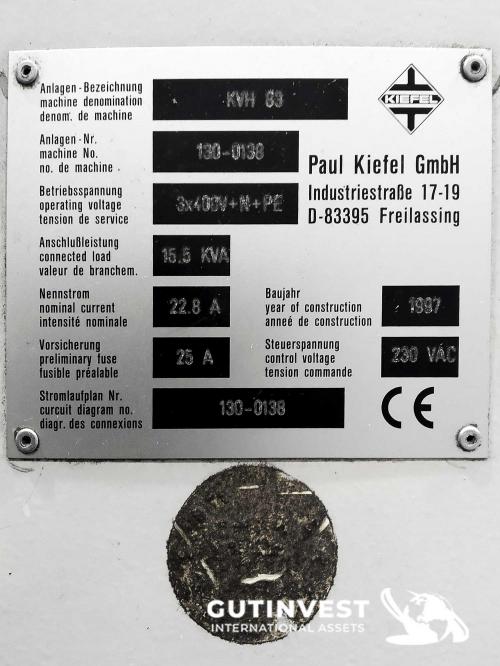 Anlagen-Bezeichnung
machine denomination
denom. de machine
KVH 83
KIEFEL
Anlagen-Nr.
machine No.
no. de machine
130-0138
Paul Kiefel GmbH
Industriestraße 17-19
D-83395 Freilassing
Betriebsspannung
operating voltage
tension de service
3x400V+N+PE
Anschlußleistung
connected load
valeur de branchem.
15.5 KVA
Nennstrom
nominal current
intensité nominale
22.8 A
Baujahr
year of construction
anneé de construction
1997
Vorsicherung
preliminary fuse
fusible préalable
25 A
Steuerspannung
control voltage
tension commande
230 VAC
Stromlaufplan Nr.
curcuit diagram no.
diagr. des connexions
130-0138
CE
GUTINVEST
INTERNATIONAL ASSETS